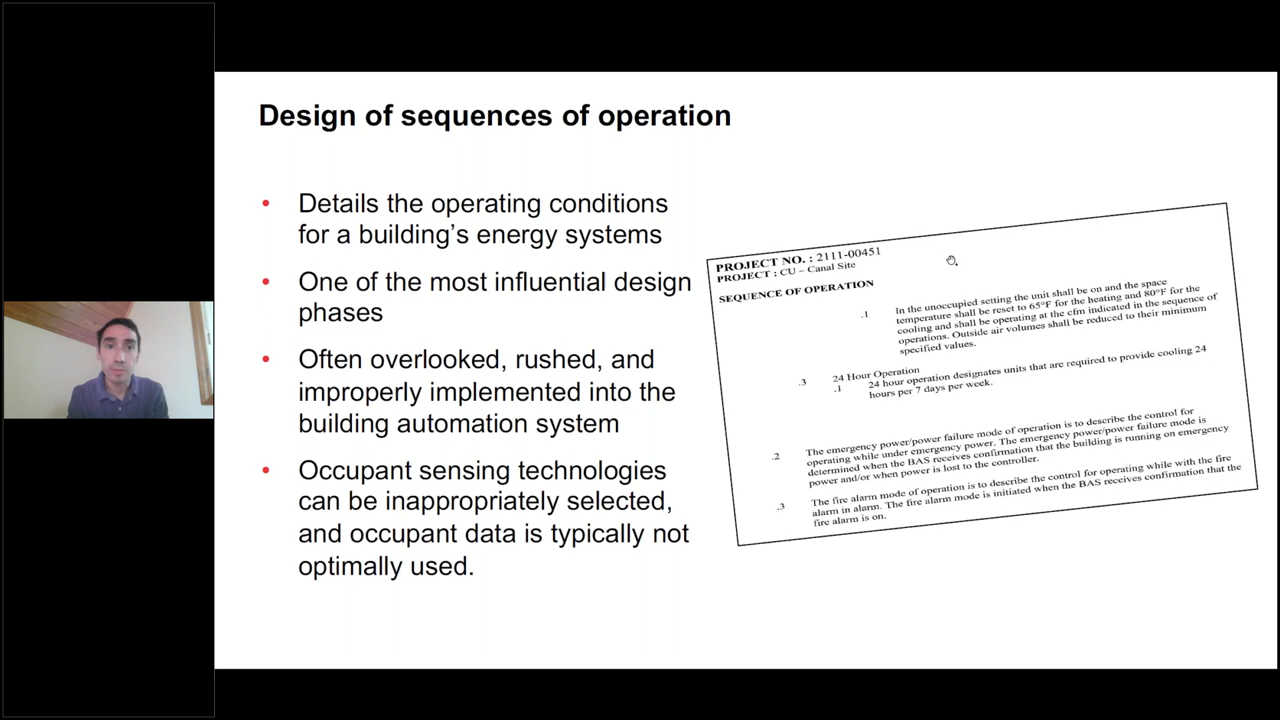 Design of sequences of operation
• Details the operating conditions
for a building's energy systems
• One of the most influential design
phases
• Often overlooked, rushed, and
improperly implemented into the
building automation system
• Occupant sensing technologies
can be inappropriately selected,
and occupant data is typically not
optimally used.
PROJECT NO. : 2111-00451
PROJECT : CU – Canal Site
SEQUENCE OF OPERATION
.1 In the unoccupied setting the unit shall be on and the space
temperature shall be reset to 65°F for the heating and 80°F for the
cooling and shall be operating at the cfm indicated in the sequence of
operations. Outside air volumes shall be reduced to their minimum
specified values.
.3 24 Hour Operation
.1 24 hour operation designates units that are required to provide cooling 24
hours per 7 days per week.
.2 The emergency power/power failure mode of operation is to describe the control for
operating while under emergency power. The emergency power/power failure mode is
determined when the BAS receives confirmation that the building is running on emergency
power and/or when power is lost to the controller.
.3 The fire alarm mode of operation is to describe the control for operating while with the fire
alarm in alarm. The fire alarm mode is initiated when the BAS receives confirmation that the
fire alarm is on.